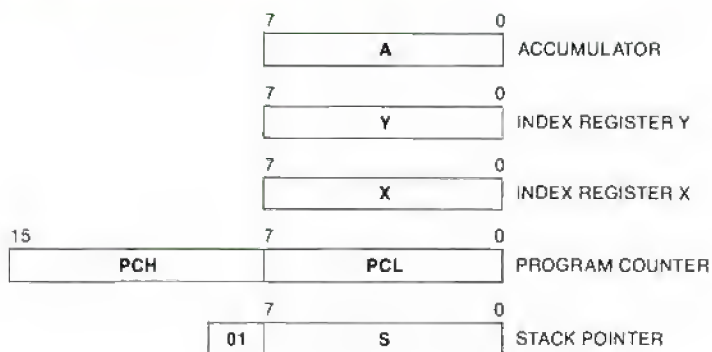 7 0
A ACCUMULATOR
7 0
Y INDEX REGISTER Y
7 0
X INDEX REGISTER X
15 7 0
PCH PCL PROGRAM COUNTER
7 0
01 S STACK POINTER